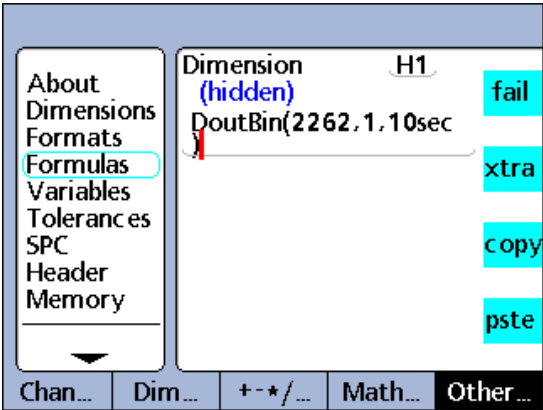 About
Dimensions
Formats
Formulas
Variables
Tolerances
SPC
Header
Memory
Dimension H1
(hidden)
DoutBin(2262,1,10sec
)
fail
xtra
copy
pste
Chan...
Dim...
+-*/...
Math...
Other...